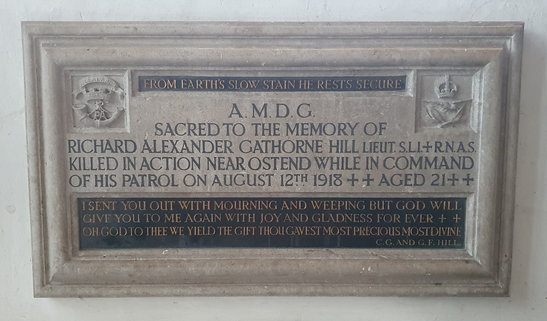 FROM EARTH'S SLOW STAIN HE RESTS SECURE
A.M.D.G.
SACRED TO THE MEMORY OF
RICHARD ALEXANDER GATHORNE HILL LIEUT. S.L.I + R.N.A.S.
KILLED IN ACTION NEAR OSTEND WHILE IN COMMAND
OF HIS PATROL ON AUGUST 12TH 1918 ++ AGED 21 ++
I SENT YOU OUT WITH MOURNING AND WEEPING BUT GOD WILL
GIVE YOU TO ME AGAIN WITH JOY AND GLADNESS FOR EVER + +
OH GOD TO THEE WE YIELD THE GIFT THOU GAVEST MOST PRECIOUS MOST DIVINE
C.G. AND G.F. HILL.